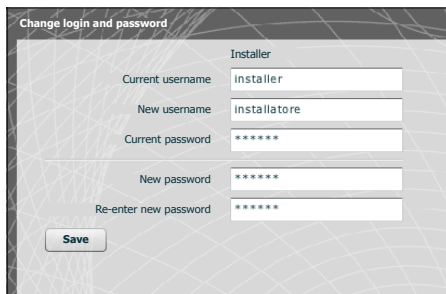 Change login and password
Installer
Current username installer
New username installatore
Current password ******
New password ******
Re-enter new password ******
Save